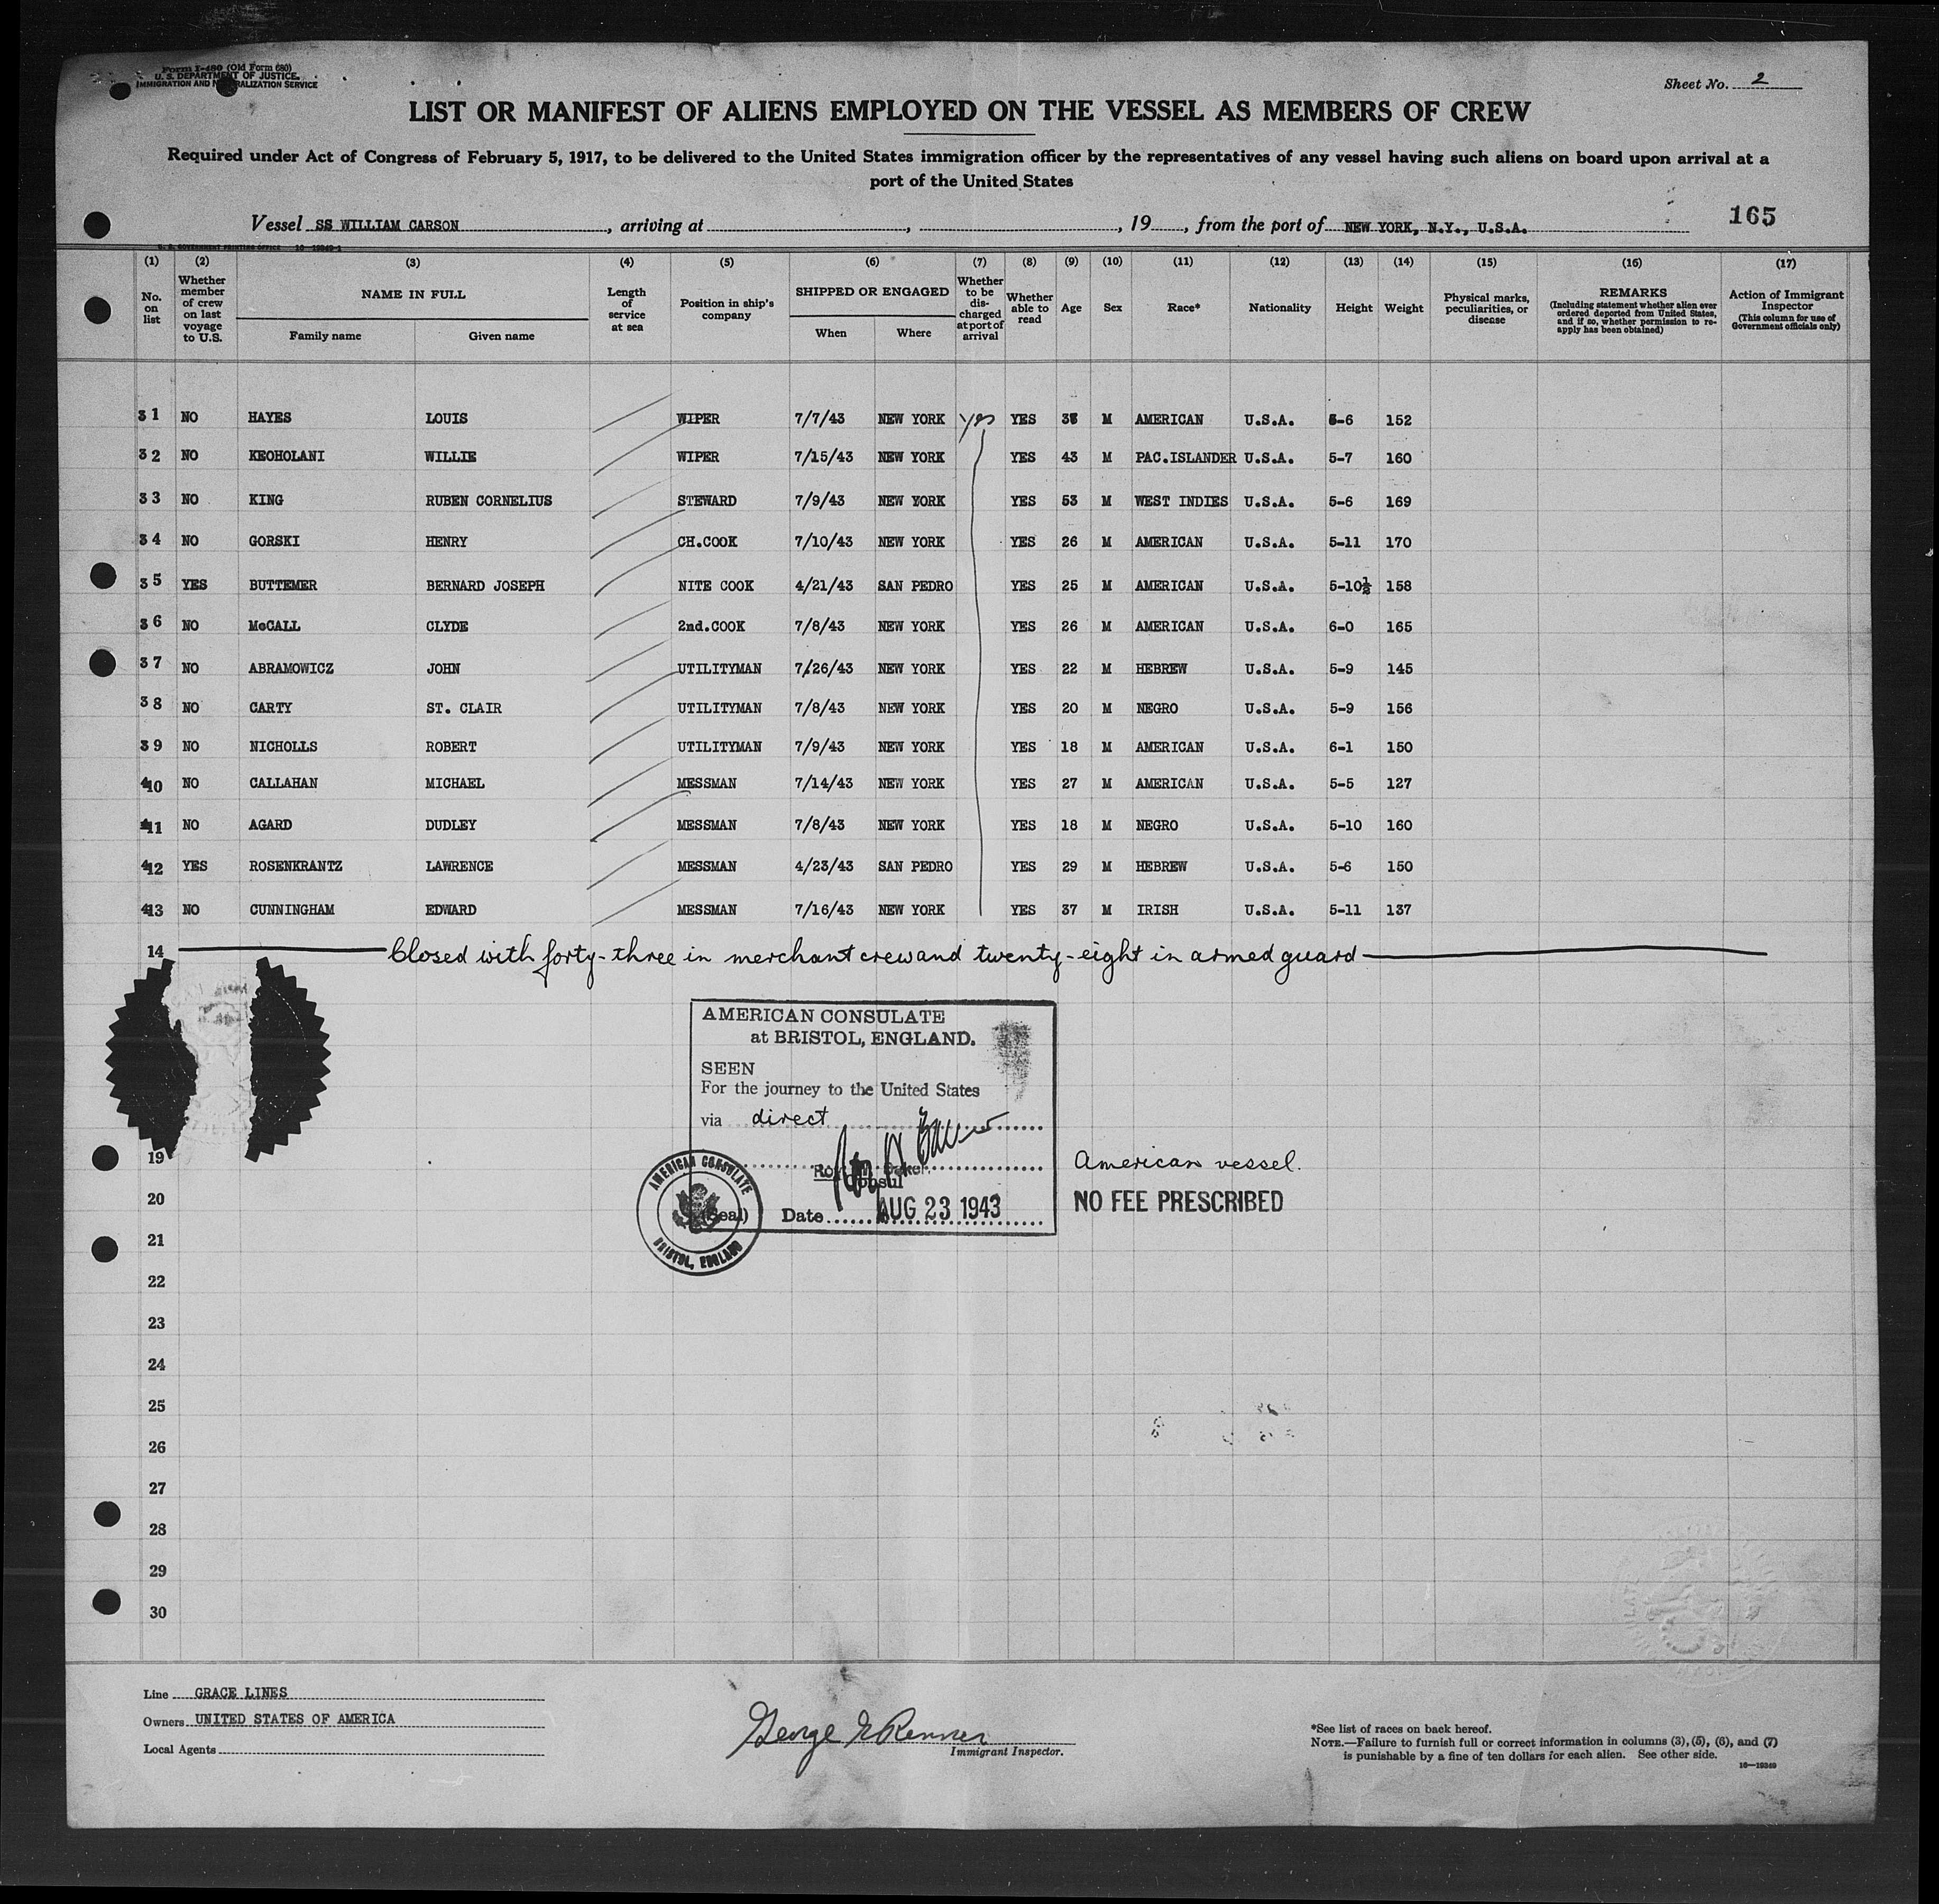 Form I-480 (Old Form 680)
U. S. DEPARTMENT OF JUSTICE
IMMIGRATION AND NATURALIZATION SERVICE
Sheet No. 2
LIST OR MANIFEST OF ALIENS EMPLOYED ON THE VESSEL AS MEMBERS OF CREW
Required under Act of Congress of February 5, 1917, to be delivered to the United States immigration officer by the representatives of any vessel having such aliens on board upon arrival at a
port of the United States
165
Vessel SS WILLIAM CARSON, arriving at , , 19 , from the port of NEW YORK, N.Y., U.S.A.
U. S. GOVERNMENT PRINTING OFFICE 16-19349-1
(1) (2) (3) (4) (5) (6) (7) (8) (9) (10) (11) (12) (13) (14) (15) (16) (17)
No. on list
Whether member of crew on last voyage to U.S.
NAME IN FULL
Family name
Given name
Length of service at sea
Position in ship's company
SHIPPED OR ENGAGED
When
Where
Whether to be discharged at port of arrival
Whether able to read
Age
Sex
Race*
Nationality
Height
Weight
Physical marks, peculiarities, or disease
REMARKS
(Including statement whether alien ever ordered deported from United States, and if so, whether permission to reapply has been obtained)
Action of Immigrant Inspector
(This column for use of Government officials only)
31 NO HAYES LOUIS WIPER 7/7/43 NEW YORK yes YES M AMERICAN U.S.A. 5-6 152
32 NO KEOHOLANI WILLIE WIPER 7/15/43 NEW YORK YES 43 M PAC.ISLANDER U.S.A. 5-7 160
33 NO KING RUBEN CORNELIUS STEWARD 7/9/43 NEW YORK YES 53 M WEST INDIES U.S.A. 5-6 169
34 NO GORSKI HENRY CH.COOK 7/10/43 NEW YORK YES 26 M AMERICAN U.S.A. 5-11 170
35 YES BUTTEMER BERNARD JOSEPH NITE COOK 4/21/43 SAN PEDRO YES 25 M AMERICAN U.S.A. 5-10½ 158
36 NO McCALL CLYDE 2nd.COOK 7/8/43 NEW YORK YES 26 M AMERICAN U.S.A. 6-0 165
37 NO ABRAMOWICZ JOHN UTILITYMAN 7/26/43 NEW YORK YES 22 M HEBREW U.S.A. 5-9 145
38 NO CARTY ST. CLAIR UTILITYMAN 7/8/43 NEW YORK YES 20 M NEGRO U.S.A. 5-9 156
39 NO NICHOLLS ROBERT UTILITYMAN 7/9/43 NEW YORK YES 18 M AMERICAN U.S.A. 6-1 150
410 NO CALLAHAN MICHAEL MESSMAN 7/14/43 NEW YORK YES 27 M AMERICAN U.S.A. 5-5 127
411 NO AGARD DUDLEY MESSMAN 7/8/43 NEW YORK YES 18 M NEGRO U.S.A. 5-10 160
412 YES ROSENKRANTZ LAWRENCE MESSMAN 4/23/43 SAN PEDRO YES 29 M HEBREW U.S.A. 5-6 150
413 NO CUNNINGHAM EDWARD MESSMAN 7/16/43 NEW YORK YES 37 M IRISH U.S.A. 5-11 137
14 Closed with forty-three in merchant crew and twenty-eight in armed guard
AMERICAN CONSULATE
at BRISTOL, ENGLAND.
SEEN
For the journey to the United States
via direct
Consul
(Seal) Date AUG 23 1943
AMERICAN CONSULATE
BRISTOL, ENGLAND
American vessel.
NO FEE PRESCRIBED
19
20
21
22
23
24
25
26
27
28
29
30
Line GRACE LINES
Owners UNITED STATES OF AMERICA
Local Agents
George E Renner
Immigrant Inspector.
*See list of races on back hereof.
NOTE.—Failure to furnish full or correct information in columns (3), (5), (6), and (7)
is punishable by a fine of ten dollars for each alien. See other side.
16—19349